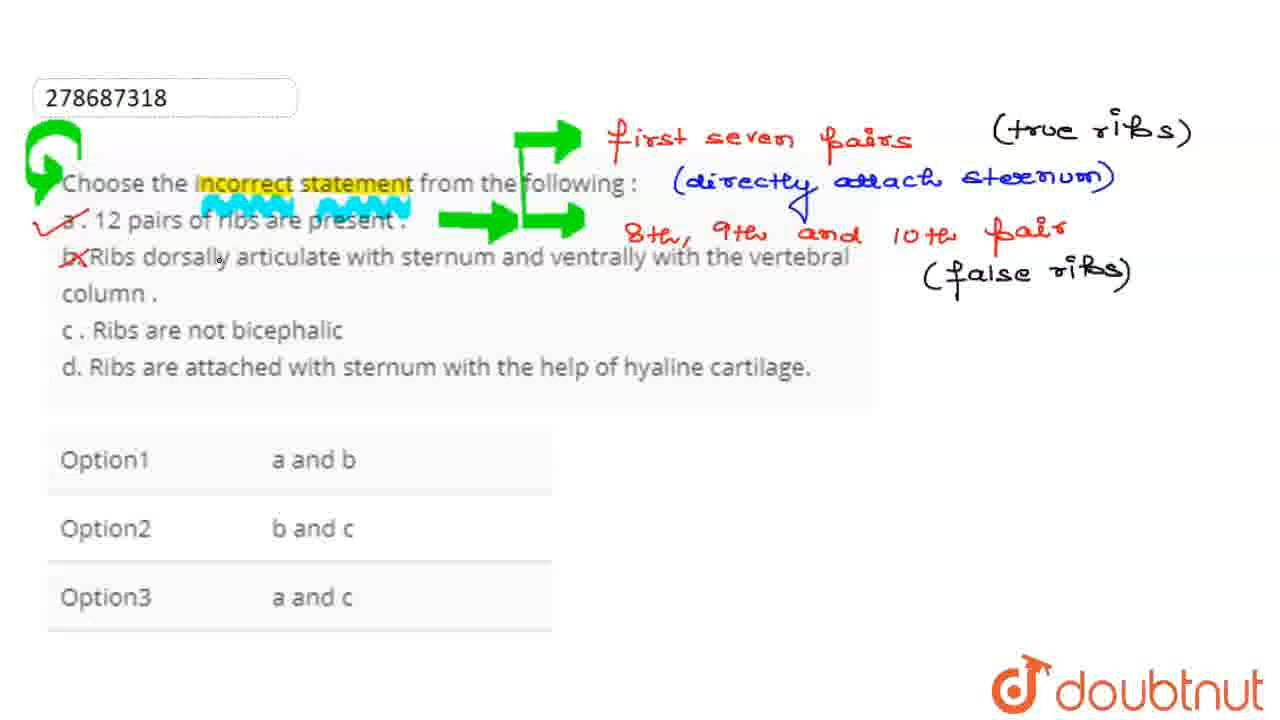 278687318
first seven pairs (true ribs)
Choose the incorrect statement from the following : (directly attach sternum)
a . 12 pairs of ribs are present .
8th, 9th and 10th pair
b. Ribs dorsally articulate with sternum and ventrally with the vertebral
(false ribs)
column .
c . Ribs are not bicephalic
d. Ribs are attached with sternum with the help of hyaline cartilage.
Option1 a and b
Option2 b and c
Option3 a and c
doubtnut